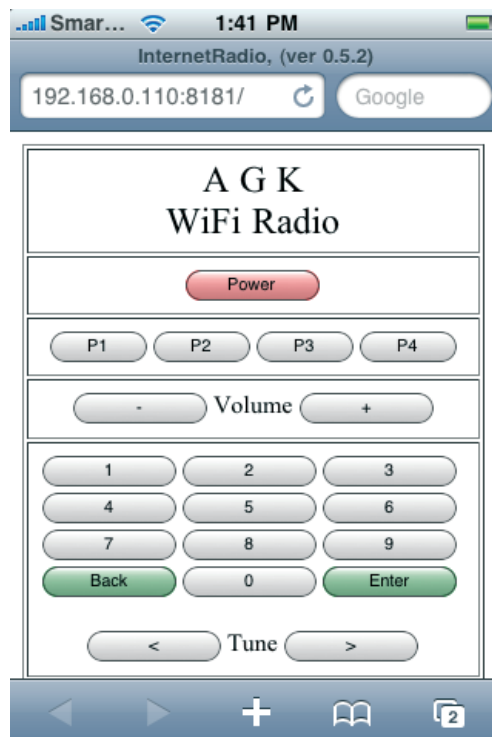 Smar... 1:41 PM
InternetRadio, (ver 0.5.2)
192.168.0.110:8181/ Google
A G K
WiFi Radio
Power
P1 P2 P3 P4
- Volume +
1 2 3
4 5 6
7 8 9
Back 0 Enter
< Tune >
2